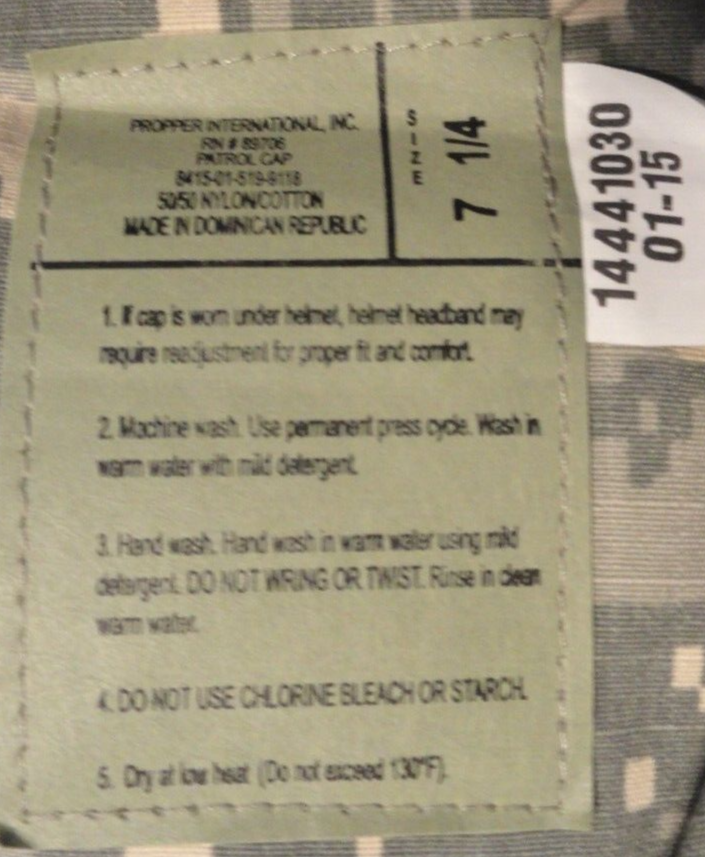 PROPPER INTERNATIONAL, INC.
RN # 89706
PATROL CAP
8415-01-519-9118
50/50 NYLON/COTTON
MADE IN DOMINICAN REPUBLIC
SIZE
7 1/4
14441030
01-15
1. If cap is worn under helmet, helmet headband may
require readjustment for proper fit and comfort.
2. Machine wash. Use permanent press cycle. Wash in
warm water with mild detergent.
3. Hand wash. Hand wash in warm water using mild
detergent. DO NOT WRING OR TWIST. Rinse in clean
warm water.
4. DO NOT USE CHLORINE BLEACH OR STARCH.
5. Dry at low heat (Do not exceed 130°F).